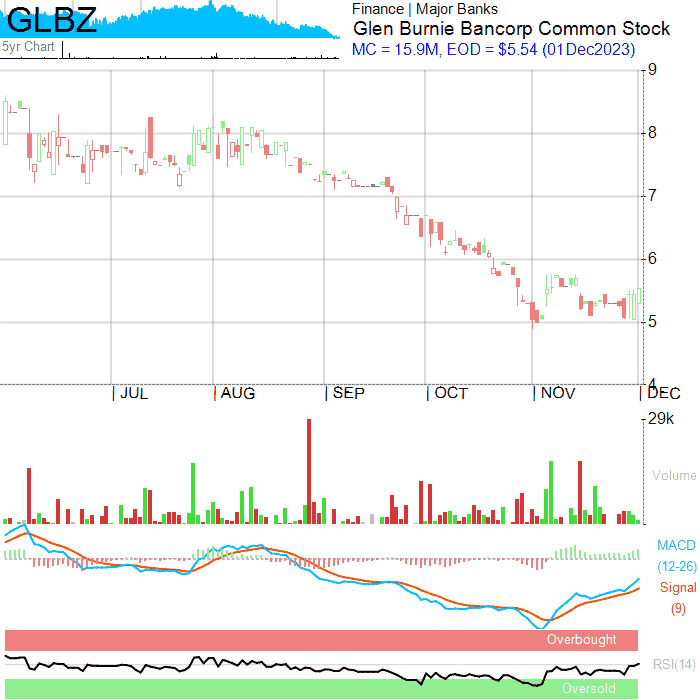 GLBZ
5yr Chart
Finance | Major Banks
Glen Burnie Bancorp Common Stock
MC = 15.9M, EOD = $5.54 (01Dec2023)
9
8
7
6
5
4
JUL AUG SEP OCT NOV DEC
29k
Volume
MACD
(12-26)
Signal
(9)
Overbought
RSI(14)
Oversold